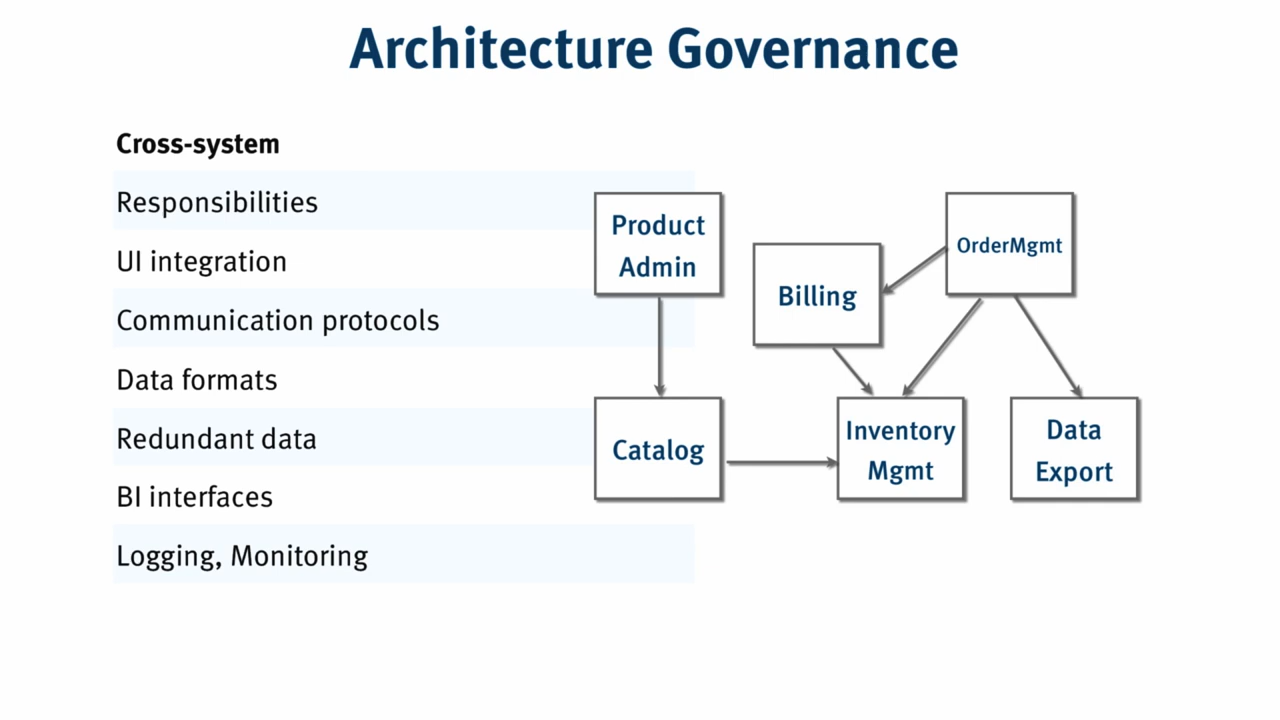 Architecture Governance
Cross-system
Responsibilities
UI integration
Communication protocols
Data formats
Redundant data
BI interfaces
Logging, Monitoring
Product
Admin
Billing
OrderMgmt
Catalog
Inventory
Mgmt
Data
Export